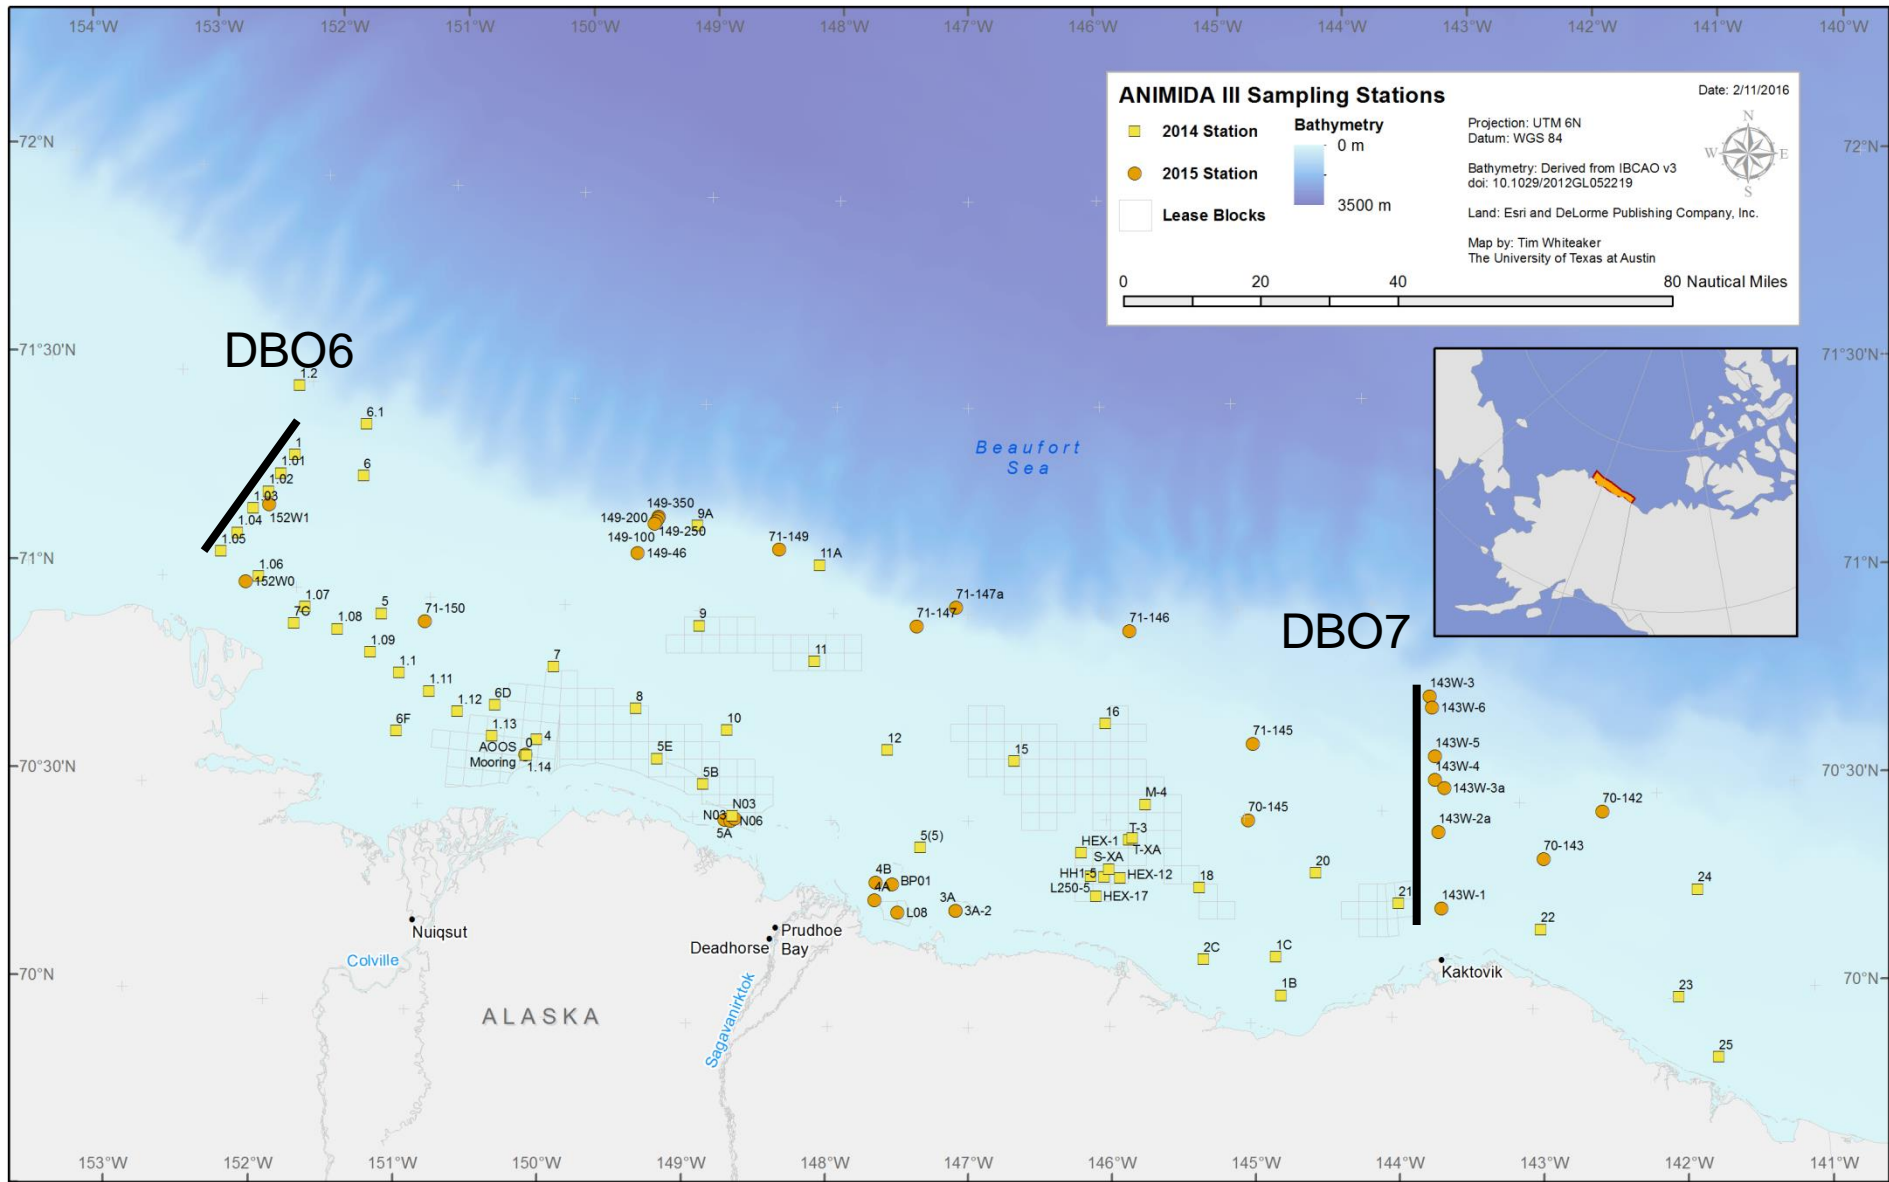 154°W 153°W 152°W 151°W 150°W 149°W 148°W 147°W 146°W 145°W 144°W 143°W 142°W 141°W 140°W
ANIMIDA III Sampling Stations
Date: 2/11/2016
2014 Station
2015 Station
Lease Blocks
Bathymetry
0 m
3500 m
Projection: UTM 6N
Datum: WGS 84
Bathymetry: Derived from IBCAO v3
doi: 10.1029/2012GL052219
Land: Esri and DeLorme Publishing Company, Inc.
Map by: Tim Whiteaker
The University of Texas at Austin
N
W E
S
0 20 40 80 Nautical Miles
72°N 72°N
71°30'N 71°30'N
DBO6
1.2
6.1
1
1.01
6
1.02
1.03
152W1
1.04
1.05
1.06
152W0
1.07
7C
1.08
5
71-150
1.09
1.1
1.11
1.12
6D
6F
1.13
AOOS
Mooring
0
4
1.14
7
Beaufort
Sea
149-350
149-200
149-250
149-100
149-46
9A
71-149
11A
71°N 71°N
9
11
8
10
5E
5B
N03
N03
N06
5A
71-147a
71-147
71-146
DBO7
12
15
16
71-145
70-145
M-4
T-3
T-XA
HEX-1
S-XA
HH1-5
HEX-12
L250-5
HEX-17
5(5)
4B
BP01
4A
L08
3A
3A-2
18
20
21
2C
1C
1B
143W-3
143W-6
143W-5
143W-4
143W-3a
143W-2a
143W-1
70-142
70-143
24
22
23
25
70°30'N 70°30'N
70°N 70°N
Nuiqsut
Colville
Deadhorse
Prudhoe
Bay
Sagavanirktok
Kaktovik
ALASKA
153°W 152°W 151°W 150°W 149°W 148°W 147°W 146°W 145°W 144°W 143°W 142°W 141°W